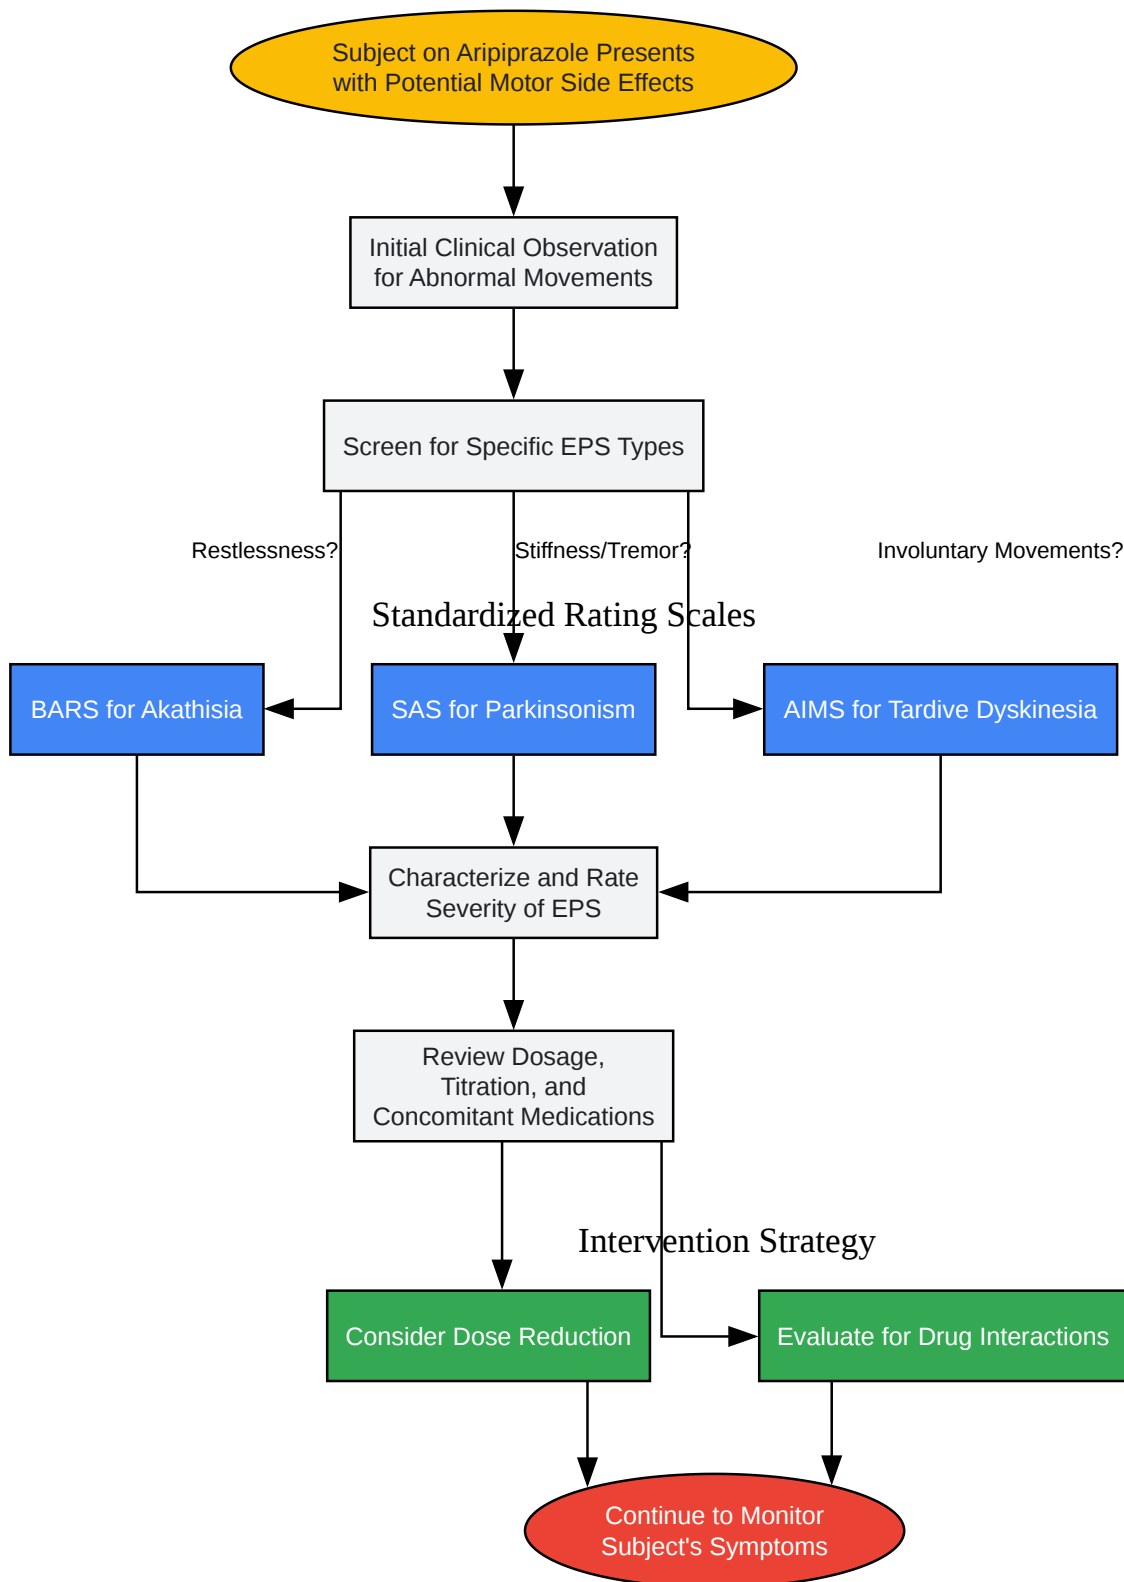 Subject on Aripiprazole Presents
with Potential Motor Side Effects
Initial Clinical Observation
for Abnormal Movements
Screen for Specific EPS Types
Restlessness?
Stiffness/Tremor?
Involuntary Movements?
Standardized Rating Scales
BARS for Akathisia
SAS for Parkinsonism
AIMS for Tardive Dyskinesia
Characterize and Rate
Severity of EPS
Review Dosage,
Titration, and
Concomitant Medications
Intervention Strategy
Consider Dose Reduction
Evaluate for Drug Interactions
Continue to Monitor
Subject's Symptoms